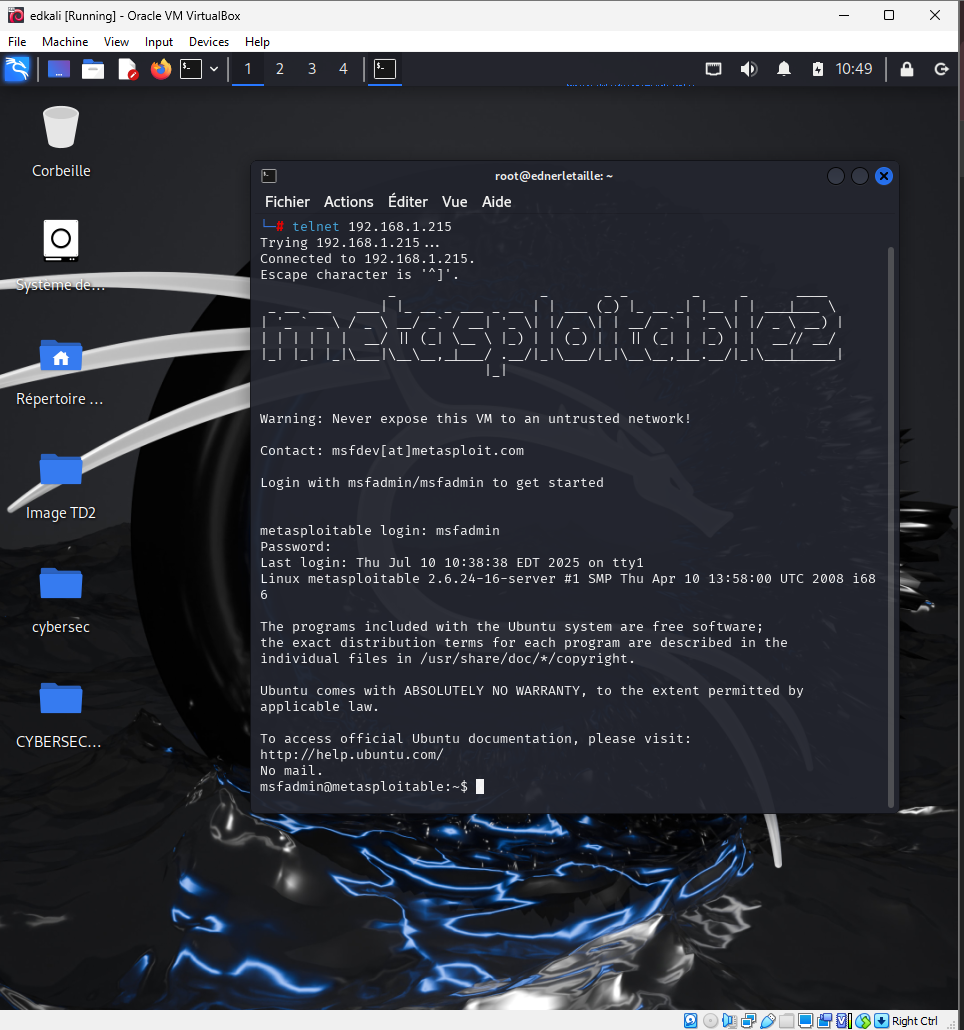 edkali [Running] - Oracle VM VirtualBox
File Machine View Input Devices Help
1 2 3 4 10:49
Corbeille
Système de...
Répertoire ...
Image TD2
cybersec
CYBERSEC...
root@ednerletaille: ~
Fichier Actions Éditer Vue Aide
└─# telnet 192.168.1.215
Trying 192.168.1.215...
Connected to 192.168.1.215.
Escape character is '^]'.
metasploitable2
Warning: Never expose this VM to an untrusted network!
Contact: msfdev[at]metasploit.com
Login with msfadmin/msfadmin to get started
metasploitable login: msfadmin
Password:
Last login: Thu Jul 10 10:38:38 EDT 2025 on tty1
Linux metasploitable 2.6.24-16-server #1 SMP Thu Apr 10 13:58:00 UTC 2008 i68
6
The programs included with the Ubuntu system are free software;
the exact distribution terms for each program are described in the
individual files in /usr/share/doc/*/copyright.
Ubuntu comes with ABSOLUTELY NO WARRANTY, to the extent permitted by
applicable law.
To access official Ubuntu documentation, please visit:
http://help.ubuntu.com/
No mail.
msfadmin@metasploitable:~$
Right Ctrl